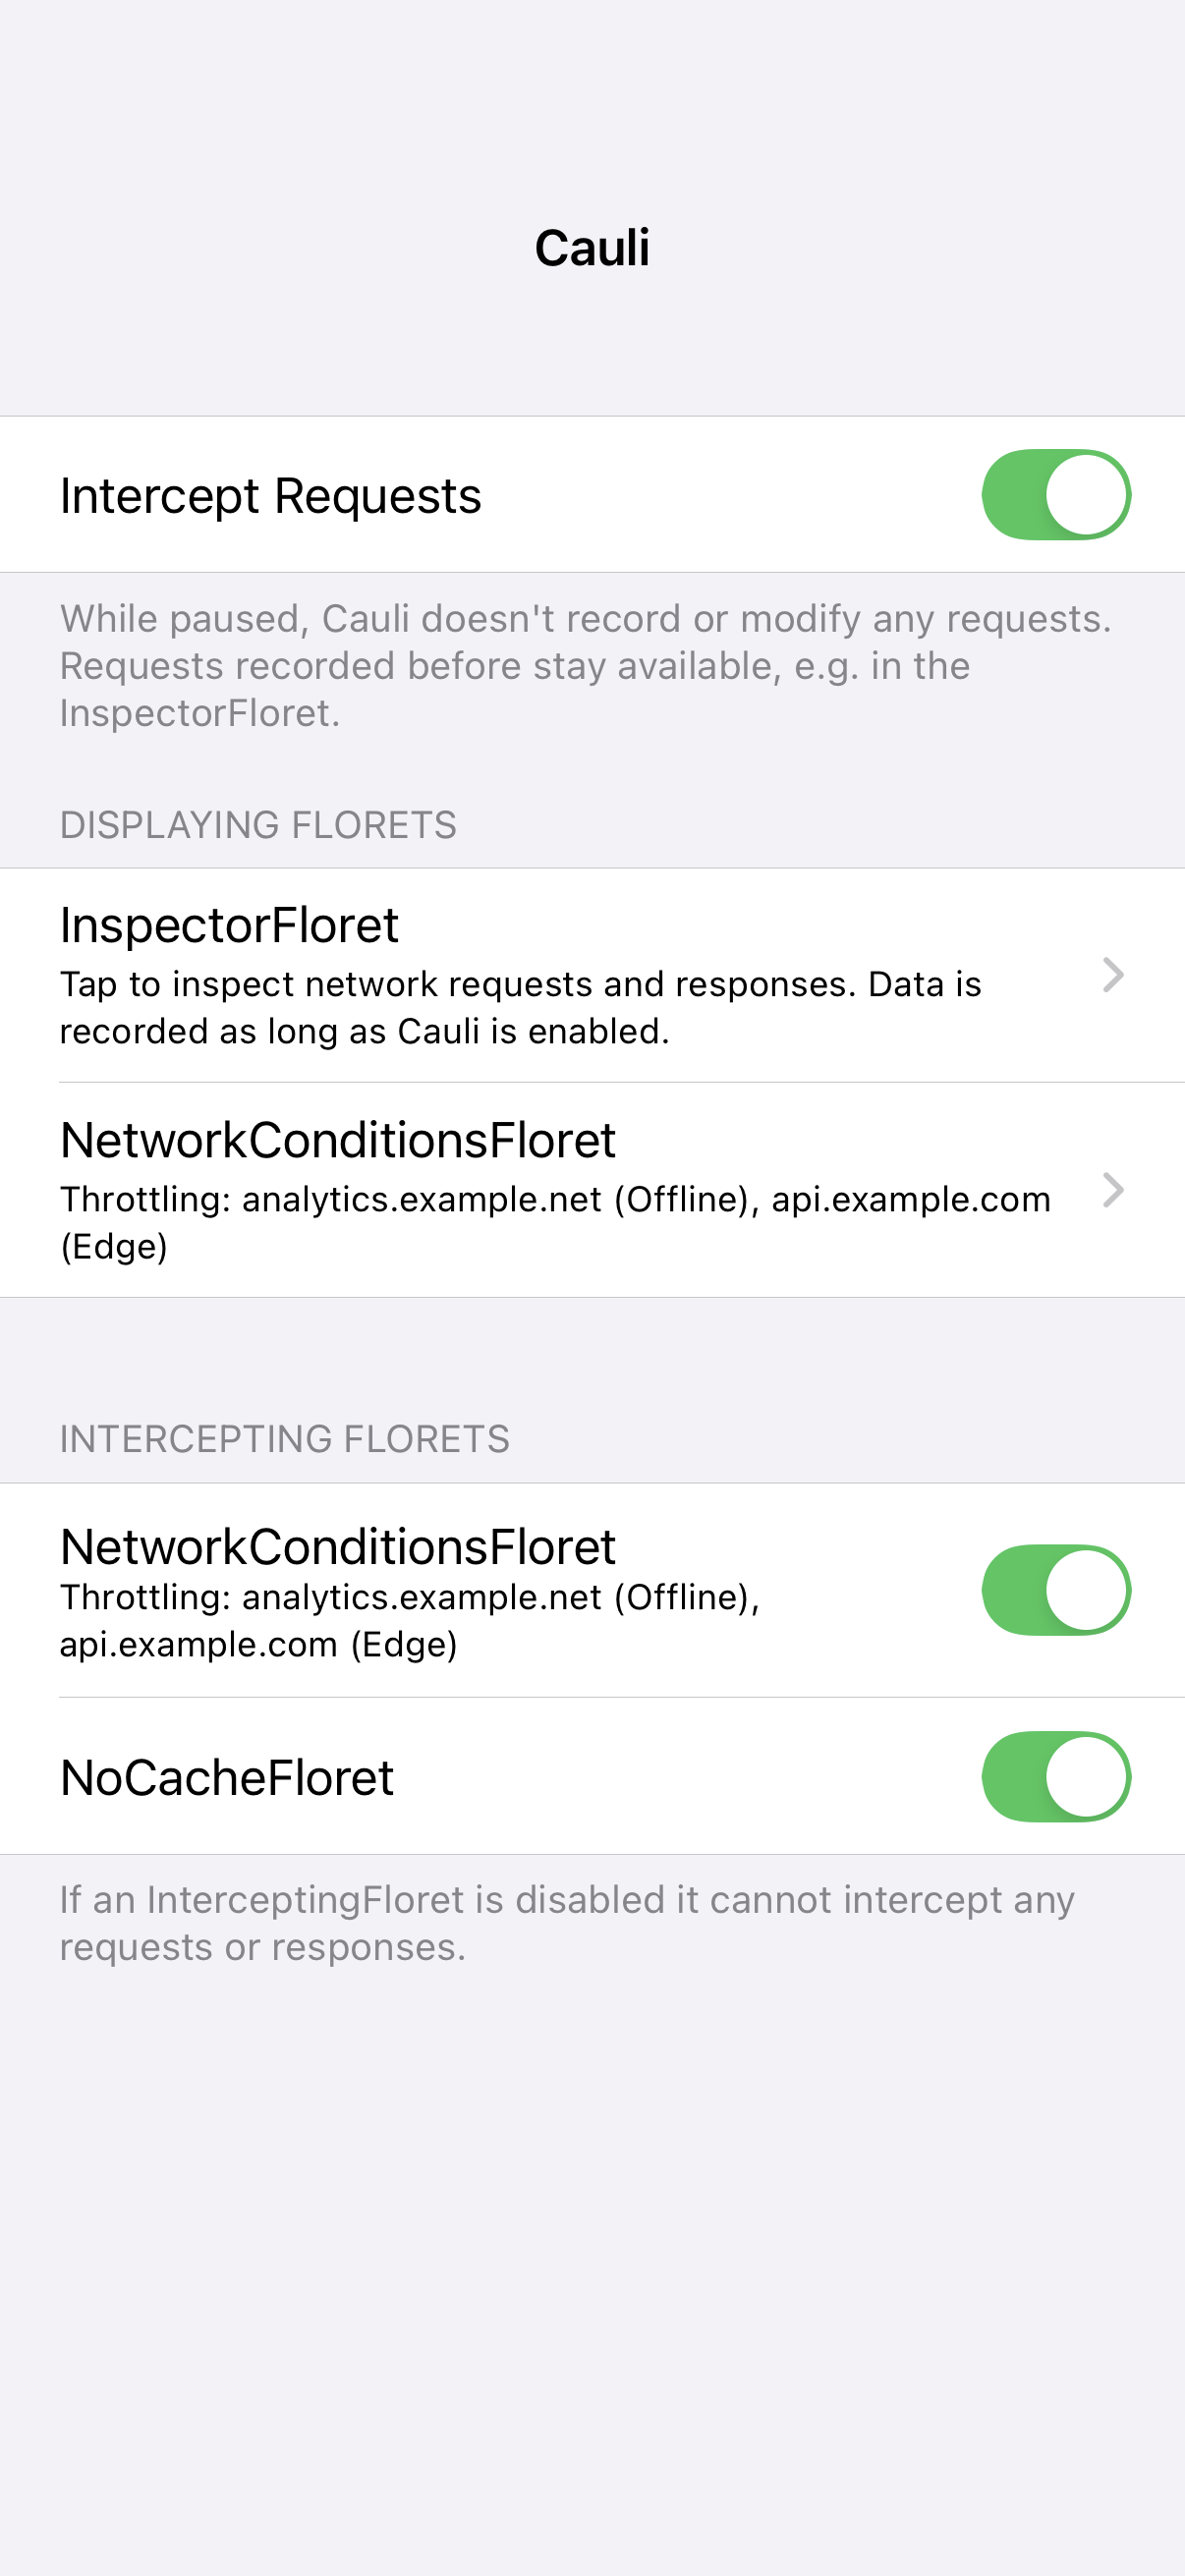 Cauli
Intercept Requests
While paused, Cauli doesn't record or modify any requests.
Requests recorded before stay available, e.g. in the
InspectorFloret.
DISPLAYING FLORETS
InspectorFloret
Tap to inspect network requests and responses. Data is
recorded as long as Cauli is enabled.
NetworkConditionsFloret
Throttling: analytics.example.net (Offline), api.example.com
(Edge)
INTERCEPTING FLORETS
NetworkConditionsFloret
Throttling: analytics.example.net (Offline),
api.example.com (Edge)
NoCacheFloret
If an InterceptingFloret is disabled it cannot intercept any
requests or responses.